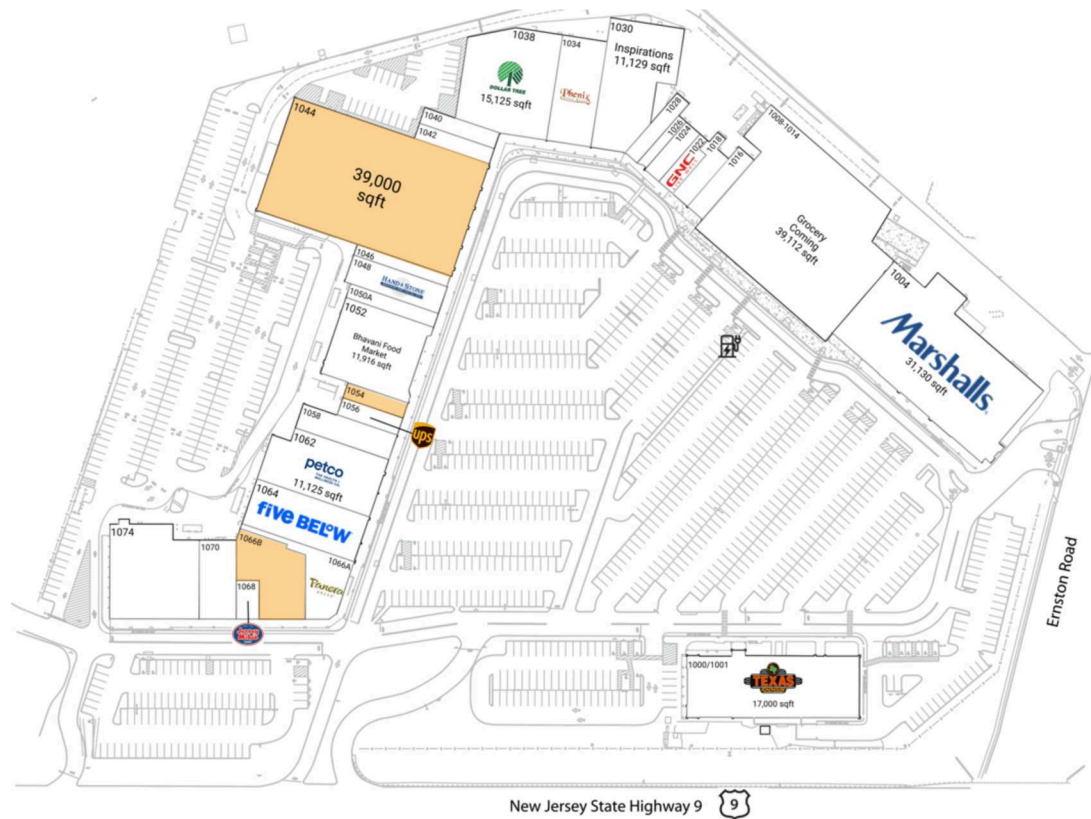 1030
Inspirations
11,129 sqft
1038
DOLLAR TREE
15,125 sqft
1034
Phenix
1044
39,000
sqft
1040
1042
1028
1026
1024
1022
GNC
1018
1016
1008-1014
Grocery
Coming
39,112 sqft
1004
Marshalls
31,130 sqft
1046
1048
HAND & STONE
1050A
1052
Bhavani Food
Market
11,916 sqft
1054
1056
ups
1058
1062
petco
11,125 sqft
1064
five BELOW
1066B
1066A
Panera
BREAD
1074
1070
1068
1000/1001
TEXAS
17,000 sqft
Ernston Road
New Jersey State Highway 9
9